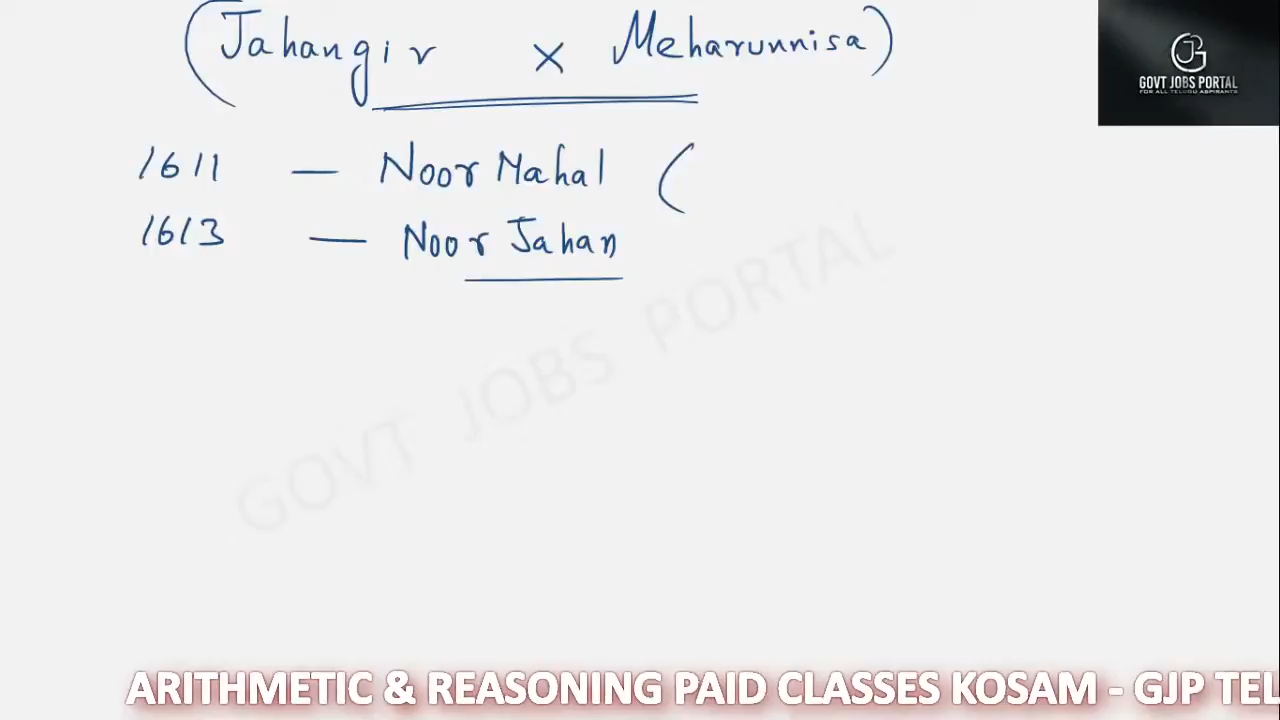 (Jahangir × Meharunnisa)
GOVT JOBS PORTAL
FOR ALL TELUGU ASPIRANTS
1611 — Noor Mahal (
1613 — Noor Jahan
GOVT JOBS PORTAL
ARITHMETIC & REASONING PAID CLASSES KOSAM - GJP TEL